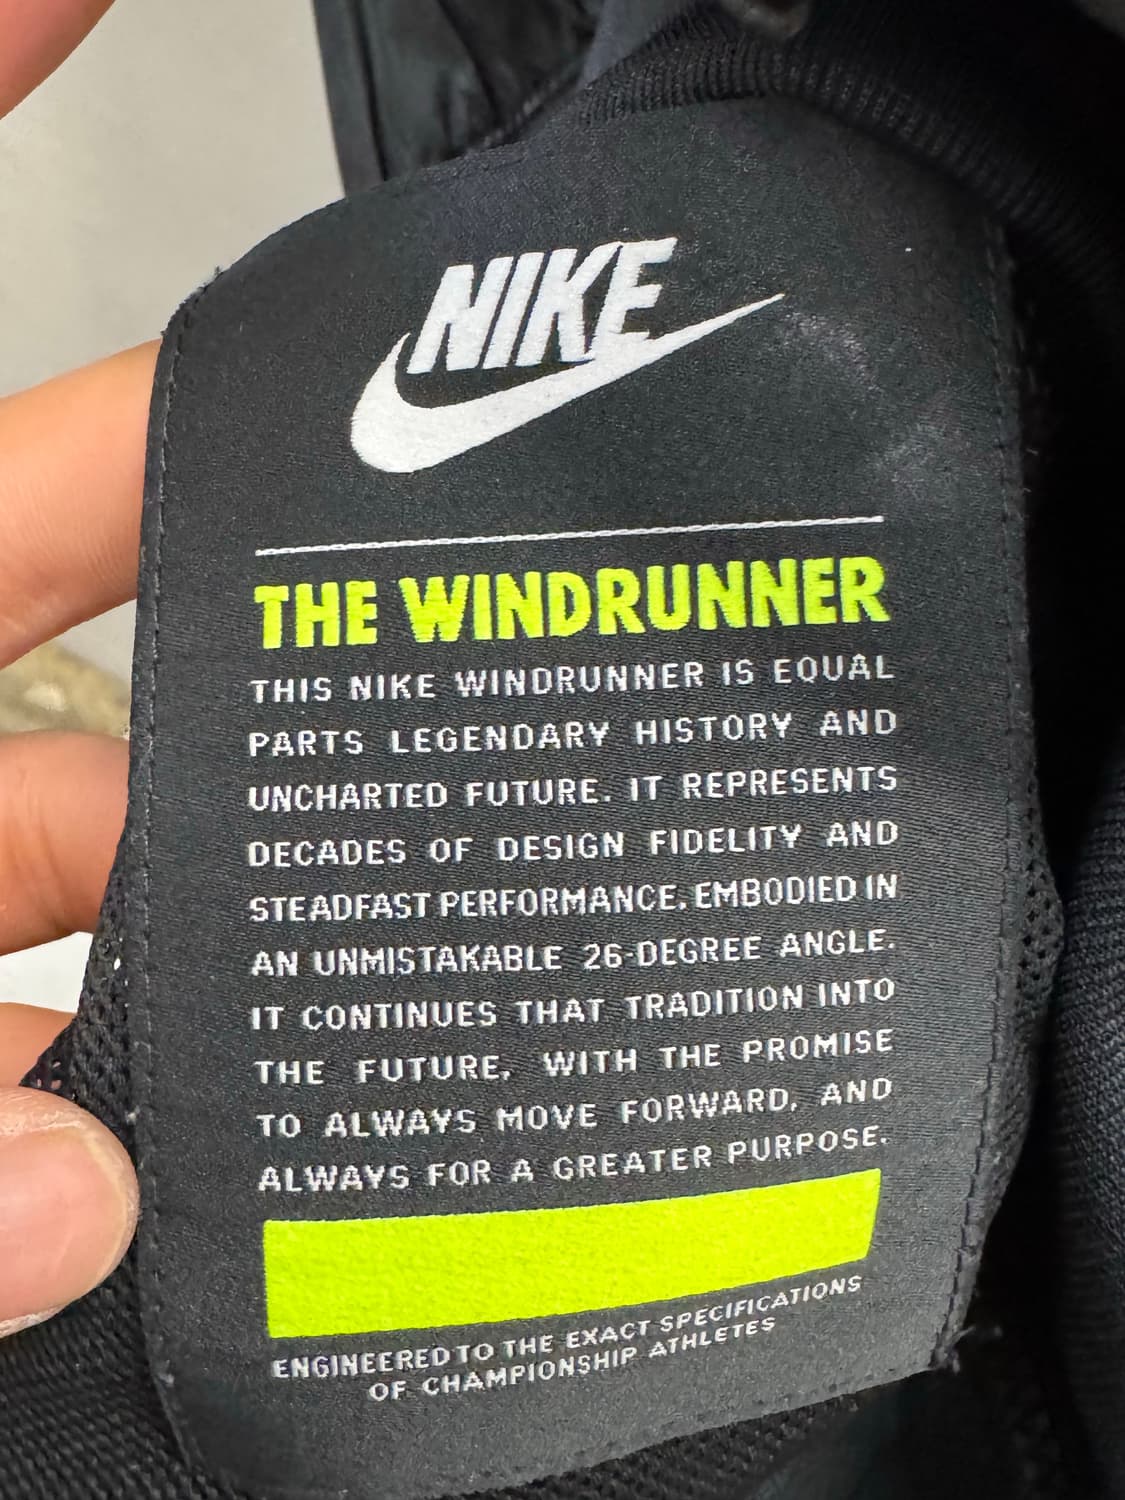 NIKE
THE WINDRUNNER
THIS NIKE WINDRUNNER IS EQUAL
PARTS LEGENDARY HISTORY AND
UNCHARTED FUTURE. IT REPRESENTS
DECADES OF DESIGN FIDELITY AND
STEADFAST PERFORMANCE. EMBODIED IN
AN UNMISTAKABLE 26-DEGREE ANGLE.
IT CONTINUES THAT TRADITION INTO
THE FUTURE, WITH THE PROMISE
TO ALWAYS MOVE FORWARD, AND
ALWAYS FOR A GREATER PURPOSE.
ENGINEERED TO THE EXACT SPECIFICATIONS
OF CHAMPIONSHIP ATHLETES